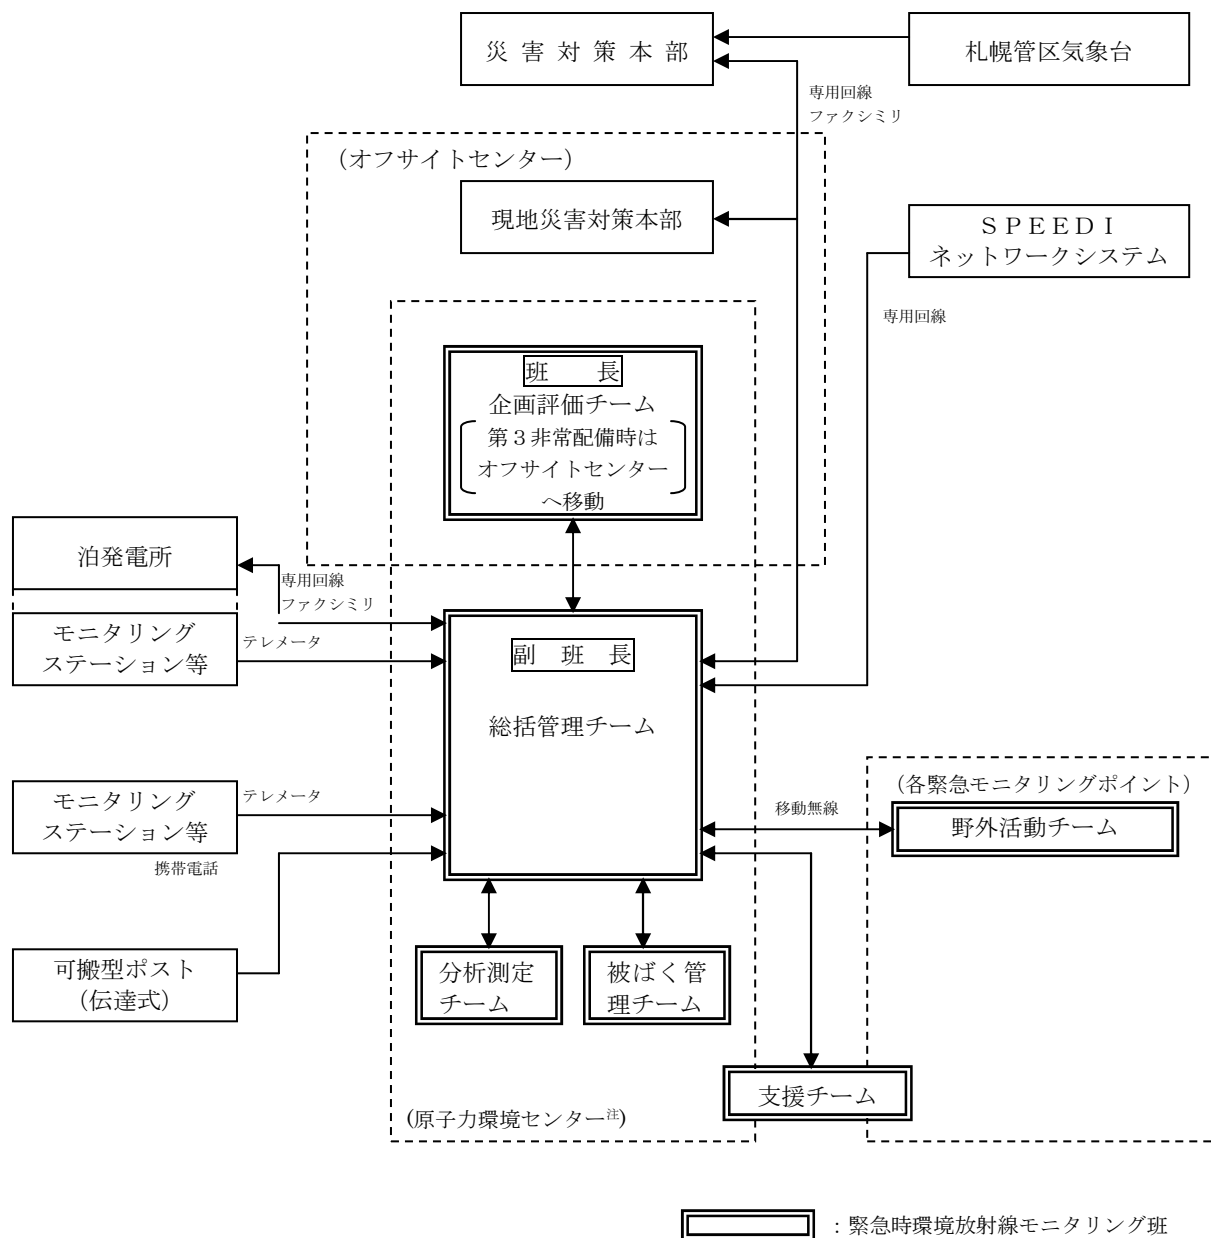 災 害 対 策 本 部
札幌管区気象台
専用回線
ファクシミリ
（オフサイトセンター）
現地災害対策本部
ＳＰＥＥＤＩ
ネットワークシステム
専用回線
班　　長
企画評価チーム
第３非常配備時は
オフサイトセンター
へ移動
泊発電所
専用回線
ファクシミリ
モニタリング
ステーション等
テレメータ
副　班　長
総括管理チーム
モニタリング
ステーション等
テレメータ
携帯電話
移動無線
（各緊急モニタリングポイント）
野外活動チーム
可搬型ポスト
（伝達式）
分析測定
チーム
被ばく管
理チーム
支援チーム
(原子力環境センター注)
：緊急時環境放射線モニタリング班